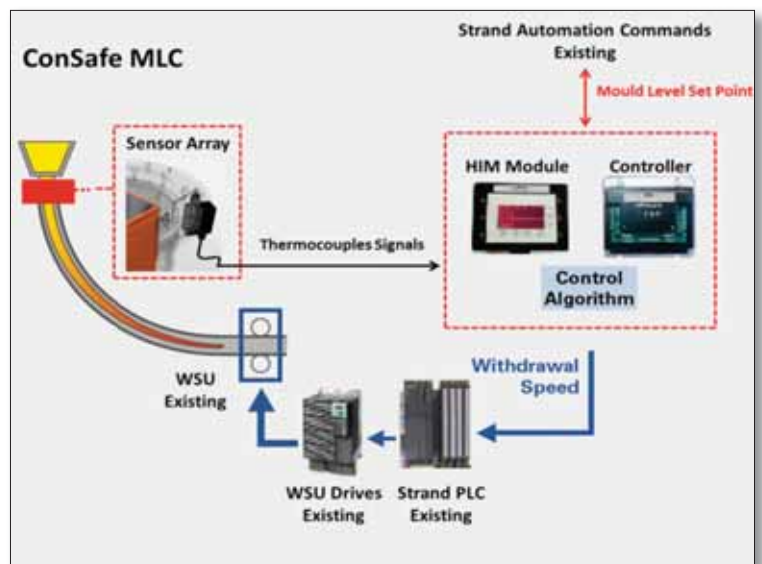 ConSafe MLC
Strand Automation Commands
Existing
Mould Level Set Point
Sensor Array
HIM Module
Controller
Thermocouples Signals
Control
Algorithm
Withdrawal
Speed
WSU
Existing
WSU Drives
Existing
Strand PLC
Existing